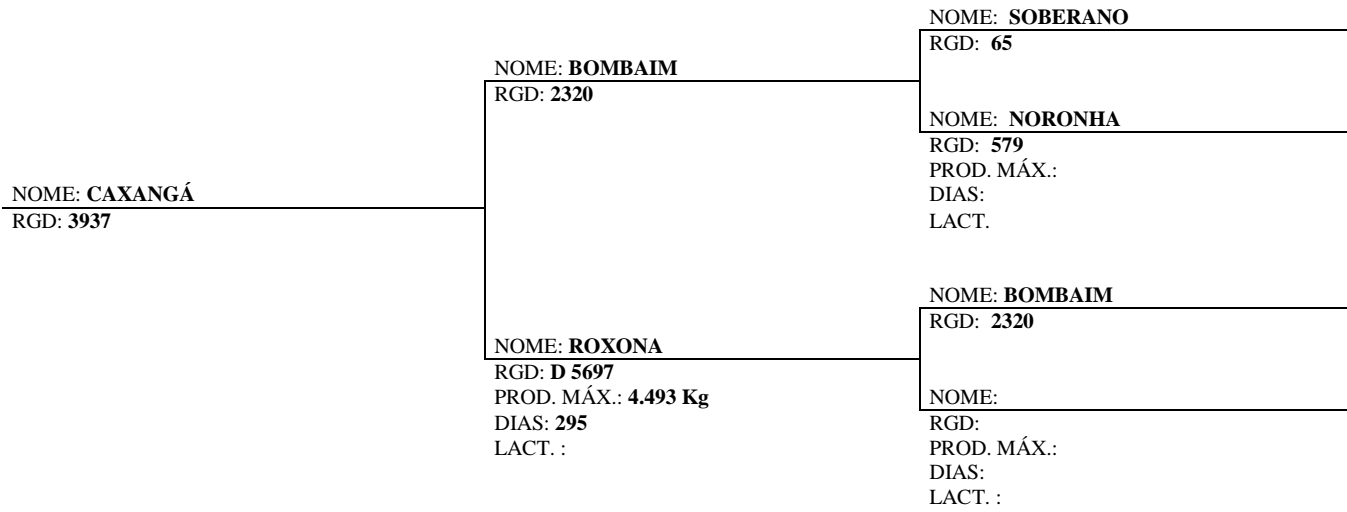 NOME: SOBERANO
RGD: 65
NOME: BOMBAIM
RGD: 2320
NOME: NORONHA
RGD: 579
PROD. MÁX.:
DIAS:
LACT.
NOME: CAXANGÁ
RGD: 3937
NOME: BOMBAIM
RGD: 2320
NOME: ROXONA
RGD: D 5697
PROD. MÁX.: 4.493 Kg
DIAS: 295
LACT. :
NOME:
RGD:
PROD. MÁX.:
DIAS:
LACT. :